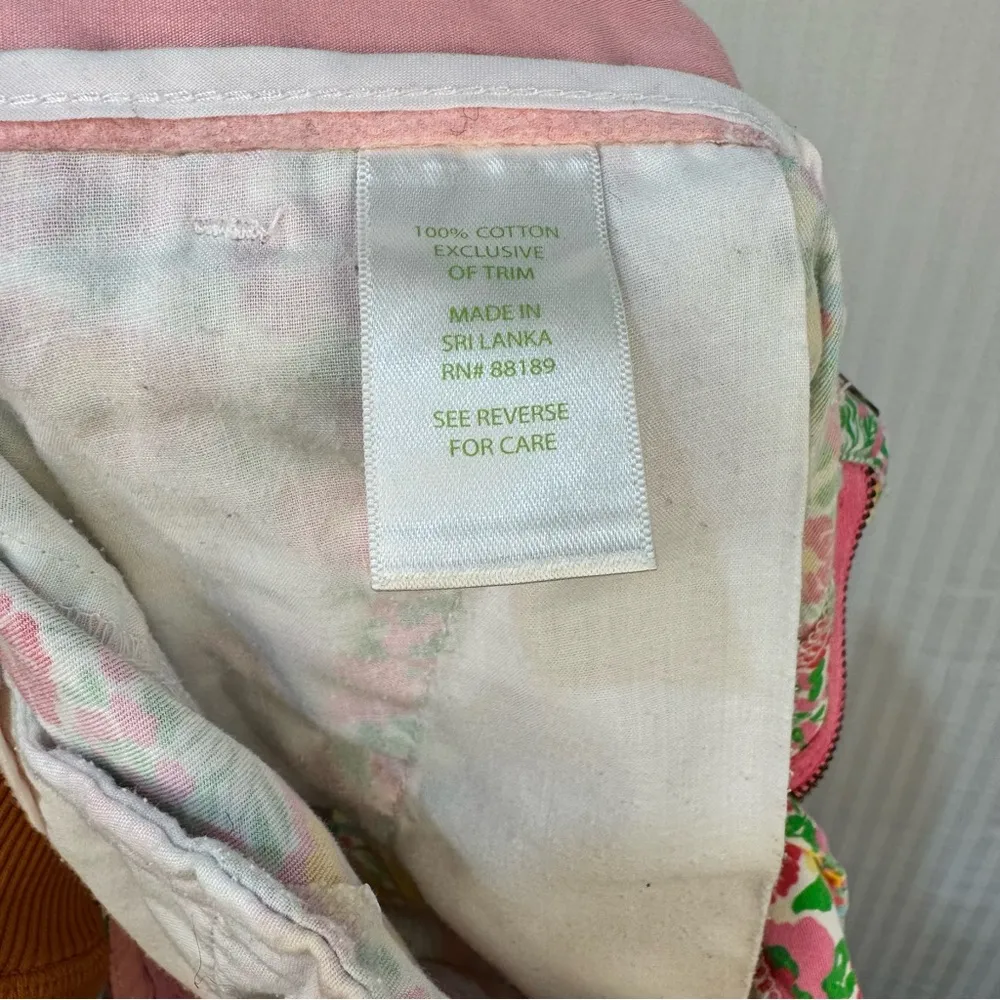 100% COTTON
EXCLUSIVE
OF TRIM
MADE IN
SRI LANKA
RN# 88189
SEE REVERSE
FOR CARE